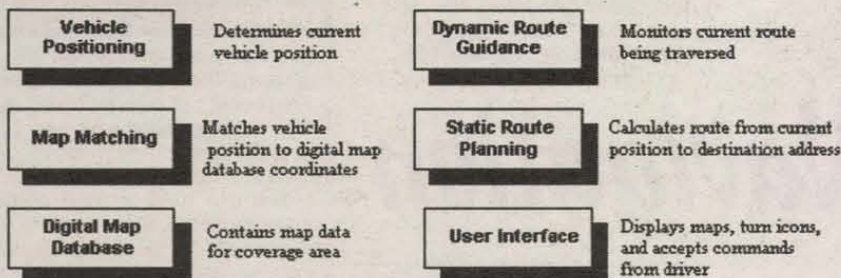 Vehicle
Positioning
Determines current
vehicle position
Dynamic Route
Guidance
Monitors current route
being traversed
Map Matching
Matches vehicle
position to digital map
database coordinates
Static Route
Planning
Calculates route from current
position to destination address
Digital Map
Database
Contains map data
for coverage area
User Interface
Displays maps, turn icons,
and accepts commands
from driver